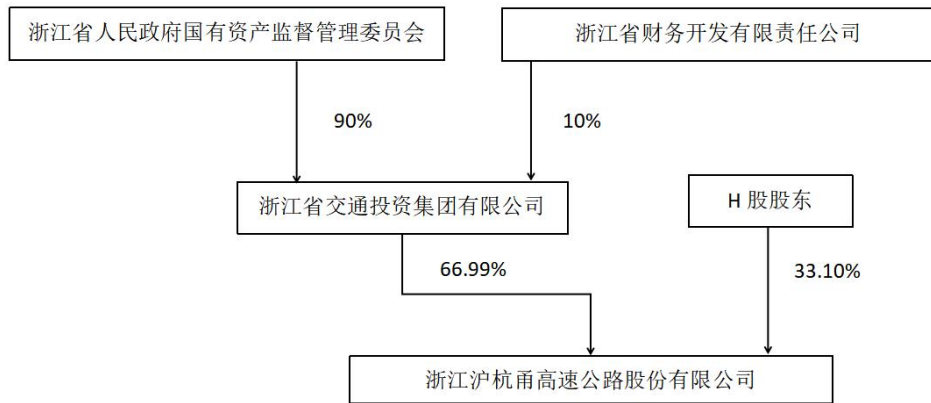 浙江省人民政府国有资产监督管理委员会
浙江省财务开发有限责任公司
90%
10%
浙江省交通投资集团有限公司
H 股股东
66.99%
33.10%
浙江沪杭甬高速公路股份有限公司